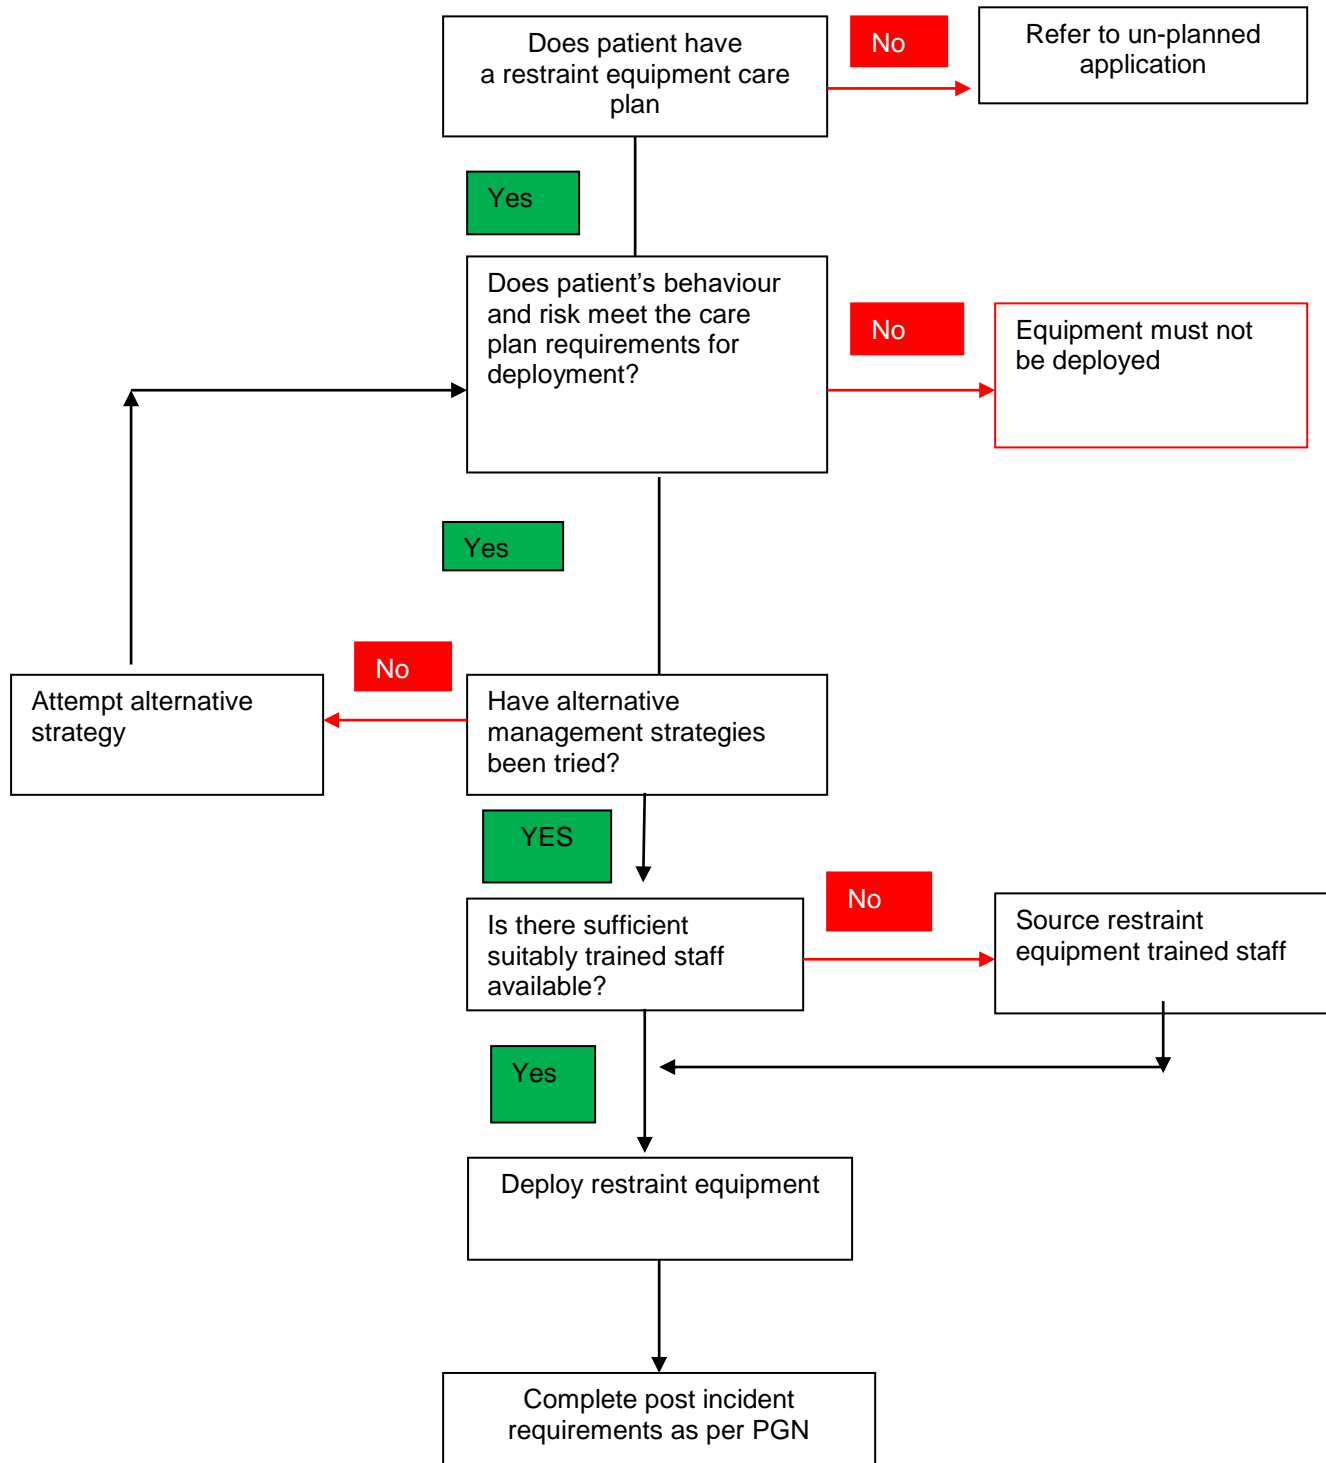 Does patient have
a restraint equipment care
plan
No
Refer to un-planned
application
Yes
Does patient’s behaviour
and risk meet the care
plan requirements for
deployment?
No
Equipment must not
be deployed
Yes
Attempt alternative
strategy
No
Have alternative
management strategies
been tried?
YES
Is there sufficient
suitably trained staff
available?
No
Source restraint
equipment trained staff
Yes
Deploy restraint equipment
Complete post incident
requirements as per PGN